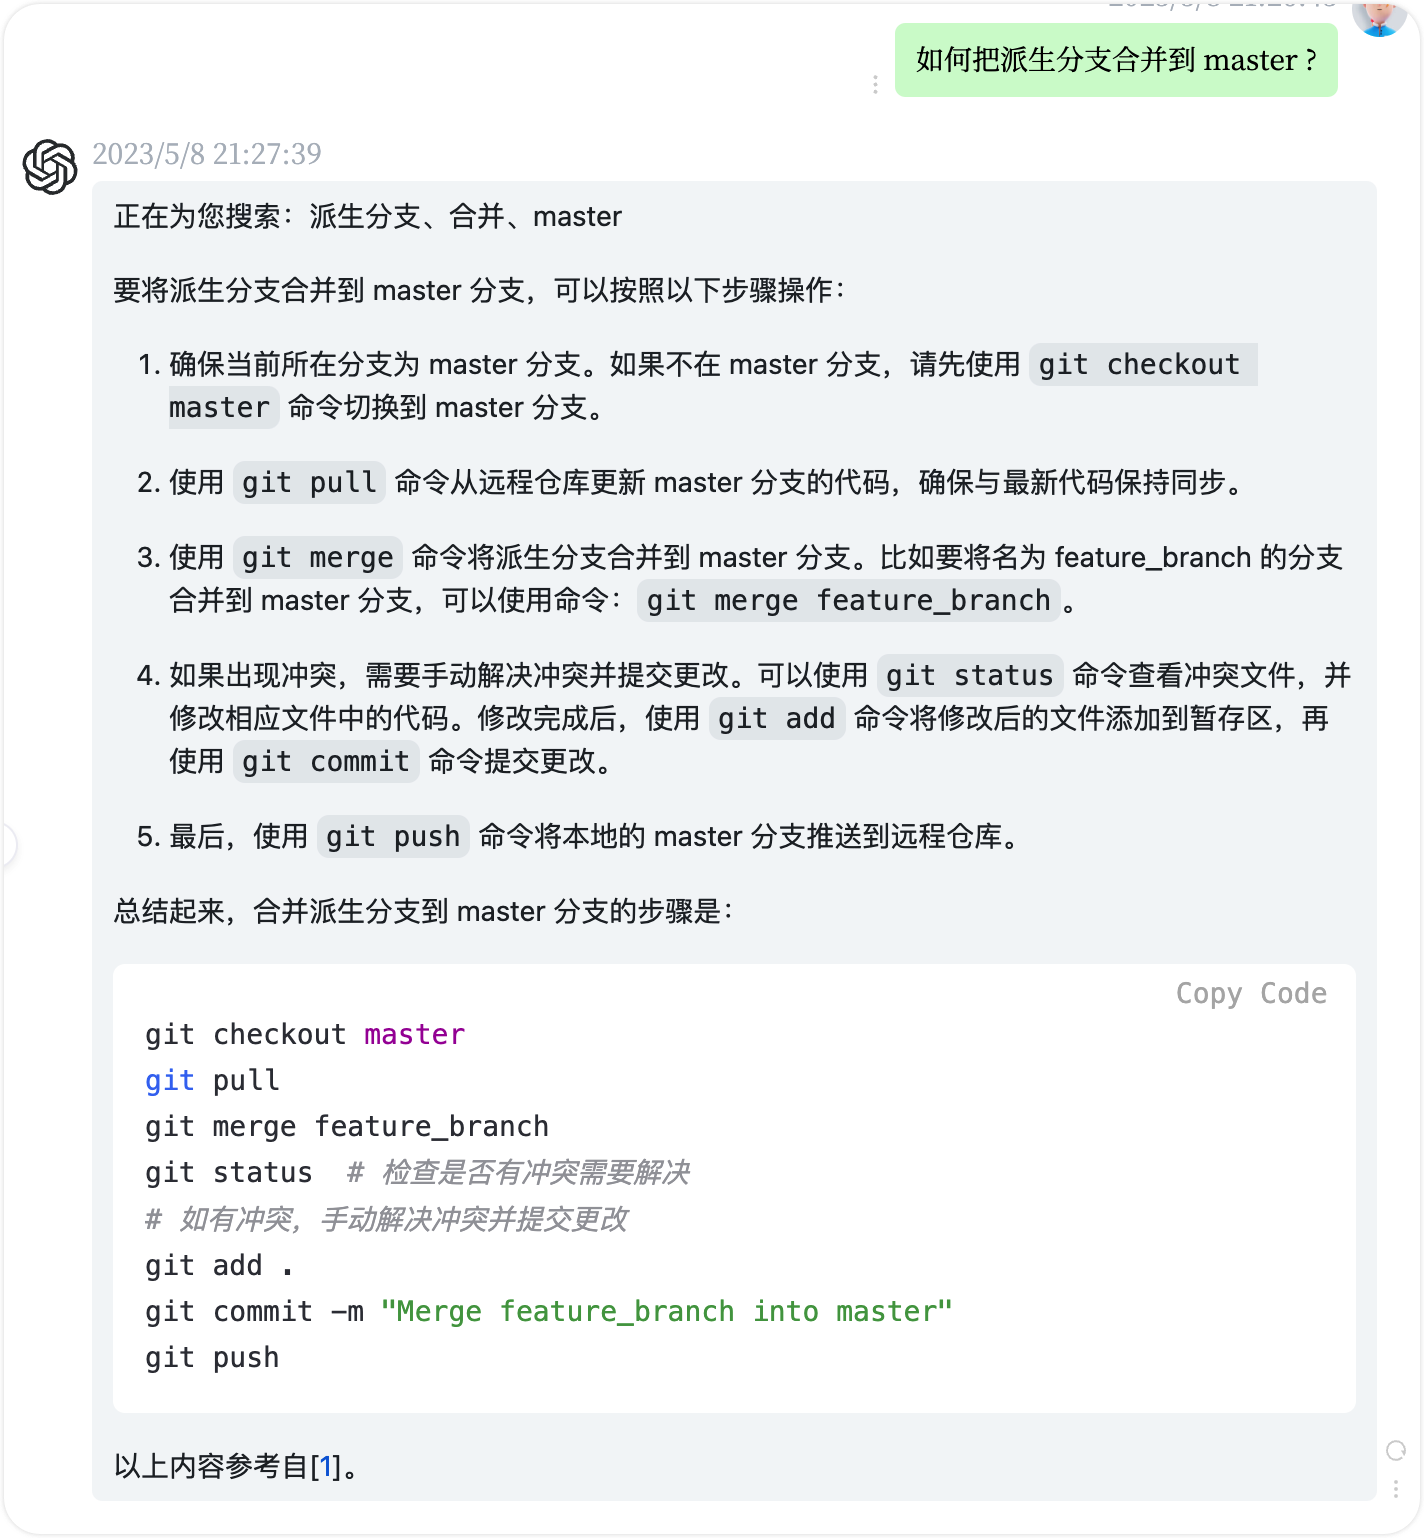 如何把派生分支合并到 master ?
2023/5/8 21:27:39
正在为您搜索：派生分支、合并、master
要将派生分支合并到 master 分支，可以按照以下步骤操作：
1. 确保当前所在分支为 master 分支。如果不在 master 分支，请先使用 git checkout
master 命令切换到 master 分支。
2. 使用 git pull 命令从远程仓库更新 master 分支的代码，确保与最新代码保持同步。
3. 使用 git merge 命令将派生分支合并到 master 分支。比如要将名为 feature_branch 的分支
合并到 master 分支，可以使用命令：git merge feature_branch。
4. 如果出现冲突，需要手动解决冲突并提交更改。可以使用 git status 命令查看冲突文件，并
修改相应文件中的代码。修改完成后，使用 git add 命令将修改后的文件添加到暂存区，再
使用 git commit 命令提交更改。
5. 最后，使用 git push 命令将本地的 master 分支推送到远程仓库。
总结起来，合并派生分支到 master 分支的步骤是：
Copy Code
git checkout master
git pull
git merge feature_branch
git status  # 检查是否有冲突需要解决
# 如有冲突，手动解决冲突并提交更改
git add .
git commit -m "Merge feature_branch into master"
git push
以上内容参考自[1]。